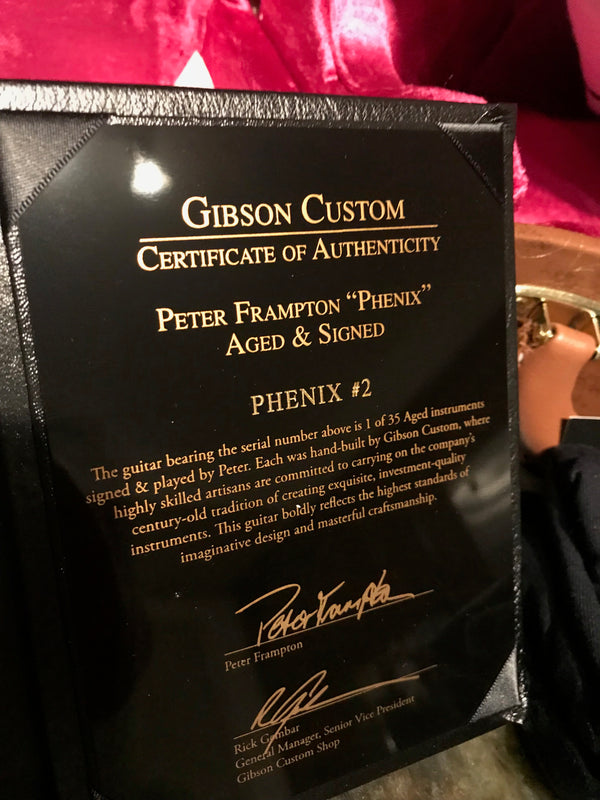 GIBSON CUSTOM
CERTIFICATE OF AUTHENTICITY
PETER FRAMPTON “PHENIX”
AGED & SIGNED
PHENIX #2
The guitar bearing the serial number above is 1 of 35 Aged instruments
signed & played by Peter. Each was hand-built by Gibson Custom, where
highly skilled artisans are committed to carrying on the company's
century-old tradition of creating exquisite, investment-quality
instruments. This guitar boldly reflects the highest standards of
imaginative design and masterful craftsmanship.
Peter Frampton
Peter Frampton
Rick Gembar
General Manager, Senior Vice President
Gibson Custom Shop